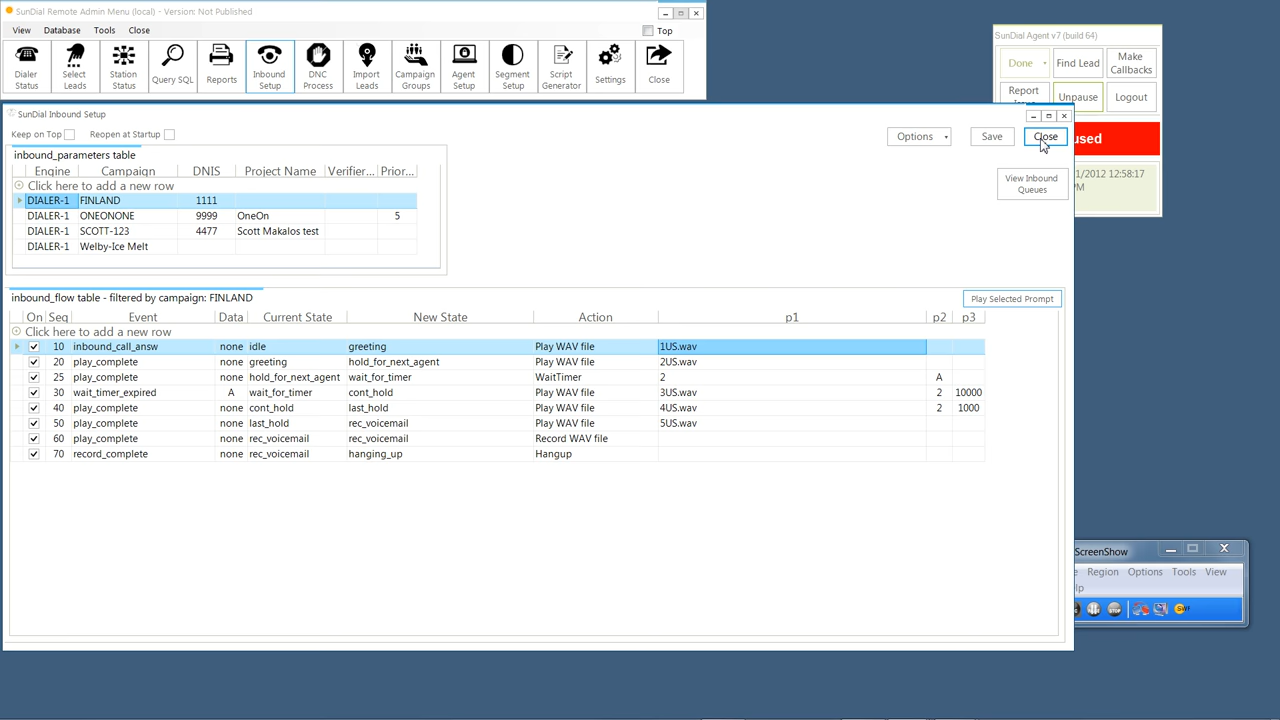 SunDial Remote Admin Menu (local) - Version: Not Published
View Database Tools Close
Top
Dialer Status
Select Leads
Station Status
Query SQL
Reports
Inbound Setup
DNC Process
Import Leads
Campaign Groups
Agent Setup
Segment Setup
Script Generator
Settings
Close
SunDial Agent v7 (build 64)
Done
Find Lead
Make Callbacks
Report
Unpause
Logout
used
1/2012 12:58:17
PM
SunDial Inbound Setup
Keep on Top Reopen at Startup
Options Save Close
View Inbound Queues
inbound_parameters table
Engine Campaign DNIS Project Name Verifier... Prior...
Click here to add a new row
DIALER-1 FINLAND 1111
DIALER-1 ONEONONE 9999 OneOn 5
DIALER-1 SCOTT-123 4477 Scott Makalos test
DIALER-1 Welby-Ice Melt
inbound_flow table - filtered by campaign: FINLAND
Play Selected Prompt
On Seq Event Data Current State New State Action p1 p2 p3
Click here to add a new row
10 inbound_call_answ none idle greeting Play WAV file 1US.wav
20 play_complete none greeting hold_for_next_agent Play WAV file 2US.wav
25 play_complete none hold_for_next_agent wait_for_timer WaitTimer 2 A
30 wait_timer_expired A wait_for_timer cont_hold Play WAV file 3US.wav 2 10000
40 play_complete none cont_hold last_hold Play WAV file 4US.wav 2 1000
50 play_complete none last_hold rec_voicemail Play WAV file 5US.wav
60 play_complete none rec_voicemail rec_voicemail Record WAV file
70 record_complete none rec_voicemail hanging_up Hangup
ScreenShow
e Region Options Tools View
lp
SWF